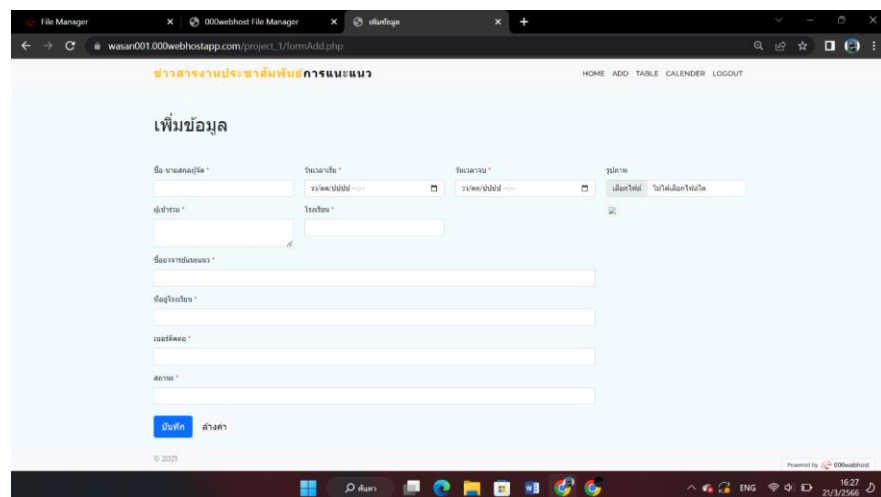 File Manager
000webhost File Manager
เพิ่มข้อมูล
wasan001.000webhostapp.com/project_1/formAdd.php
ข่าวสารงานประชาสัมพันธ์การแนะแนว
HOME ADD TABLE CALENDER LOGOUT
เพิ่มข้อมูล
ชื่อ-นามสกุลผู้จัด * วันเวลาเริ่ม * วันเวลาจบ * รูปภาพ
วว/ดด/ปปปป --:-- วว/ดด/ปปปป --:-- เลือกไฟล์ ไม่ได้เลือกไฟล์ใด
ผู้เข้าร่วม * โรงเรียน *
ชื่ออาจารย์แนะแนว *
ที่อยู่โรงเรียน *
เบอร์ติดต่อ *
สถานะ *
บันทึก ล้างค่า
© 2021
Powered by 000webhost
ค้นหา
ENG
16:27
21/3/2566